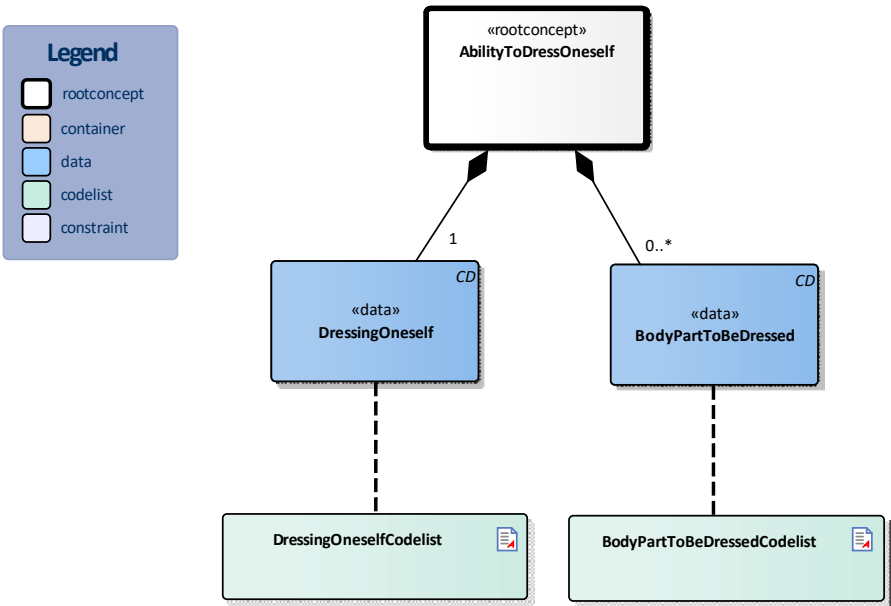 Legend
rootconcept
container
data
codelist
constraint
«rootconcept»
AbilityToDressOneself
1
0..*
CD
«data»
DressingOneself
CD
«data»
BodyPartToBeDressed
DressingOneselfCodelist
BodyPartToBeDressedCodelist